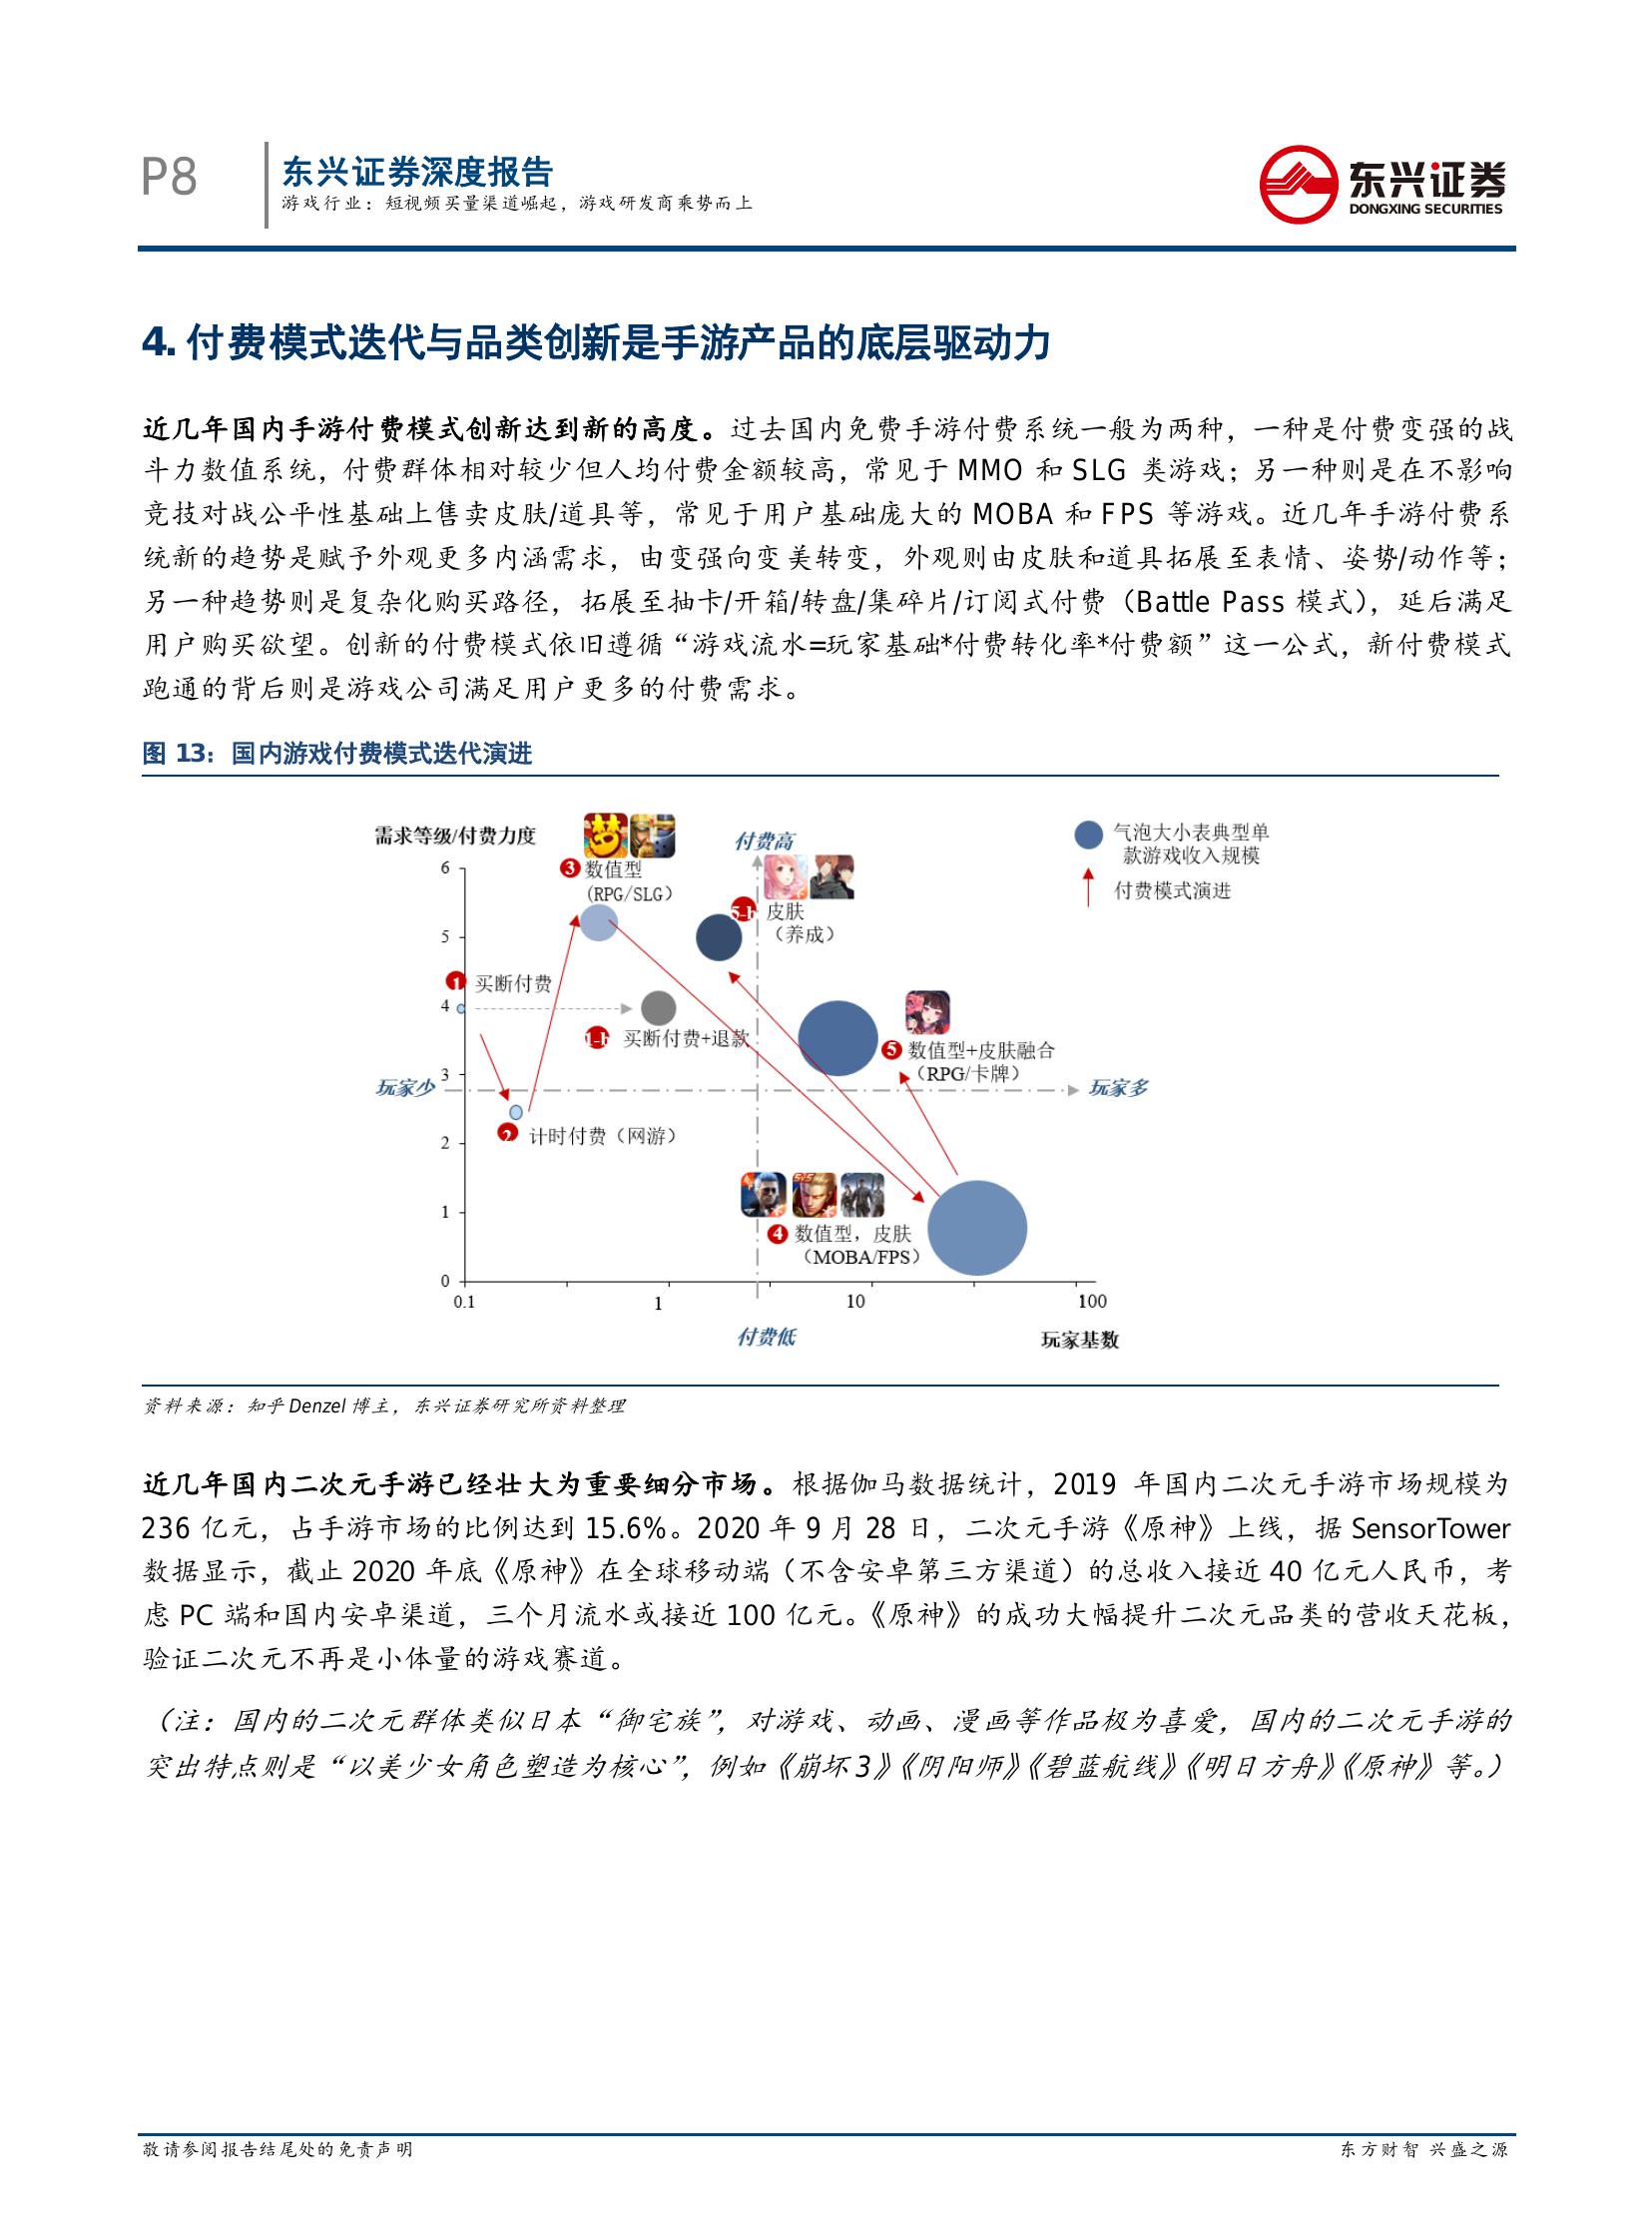 P8
东兴证券深度报告
游戏行业：短视频买量渠道崛起，游戏研发商乘势而上
东兴证券
DONGXING SECURITIES
4. 付费模式迭代与品类创新是手游产品的底层驱动力
近几年国内手游付费模式创新达到新的高度。过去国内免费手游付费系统一般为两种，一种是付费变强的战
斗力数值系统，付费群体相对较少但人均付费金额较高，常见于 MMO 和 SLG 类游戏；另一种则是在不影响
竞技对战公平性基础上售卖皮肤/道具等，常见于用户基础庞大的 MOBA 和 FPS 等游戏。近几年手游付费系
统新的趋势是赋予外观更多内涵需求，由变强向变美转变，外观则由皮肤和道具拓展至表情、姿势/动作等；
另一种趋势则是复杂化购买路径，拓展至抽卡/开箱/转盘/集碎片/订阅式付费（Battle Pass 模式），延后满足
用户购买欲望。创新的付费模式依旧遵循“游戏流水=玩家基础*付费转化率*付费额”这一公式，新付费模式
跑通的背后则是游戏公司满足用户更多的付费需求。
图 13：国内游戏付费模式迭代演进
需求等级/付费力度
付费高
气泡大小表典型单
款游戏收入规模
付费模式演进
6
3 数值型
(RPG/SLG)
5-b 皮肤
（养成）
5
1 买断付费
4
1-b 买断付费+退款
5 数值型+皮肤融合
（RPG/卡牌）
3
玩家少
玩家多
2 计时付费（网游）
2
1
4 数值型，皮肤
（MOBA/FPS）
0
0.1
1
10
100
付费低
玩家基数
资料来源：知乎 Denzel 博主，东兴证券研究所资料整理
近几年国内二次元手游已经壮大为重要细分市场。根据伽马数据统计，2019 年国内二次元手游市场规模为
236 亿元，占手游市场的比例达到 15.6%。2020 年 9 月 28 日，二次元手游《原神》上线，据 SensorTower
数据显示，截止 2020 年底《原神》在全球移动端（不含安卓第三方渠道）的总收入接近 40 亿元人民币，考
虑 PC 端和国内安卓渠道，三个月流水或接近 100 亿元。《原神》的成功大幅提升二次元品类的营收天花板，
验证二次元不再是小体量的游戏赛道。
（注：国内的二次元群体类似日本“御宅族”，对游戏、动画、漫画等作品极为喜爱，国内的二次元手游的
突出特点则是“以美少女角色塑造为核心”，例如《崩坏 3》《阴阳师》《碧蓝航线》《明日方舟》《原神》等。）
敬请参阅报告结尾处的免责声明
东方财智 兴盛之源